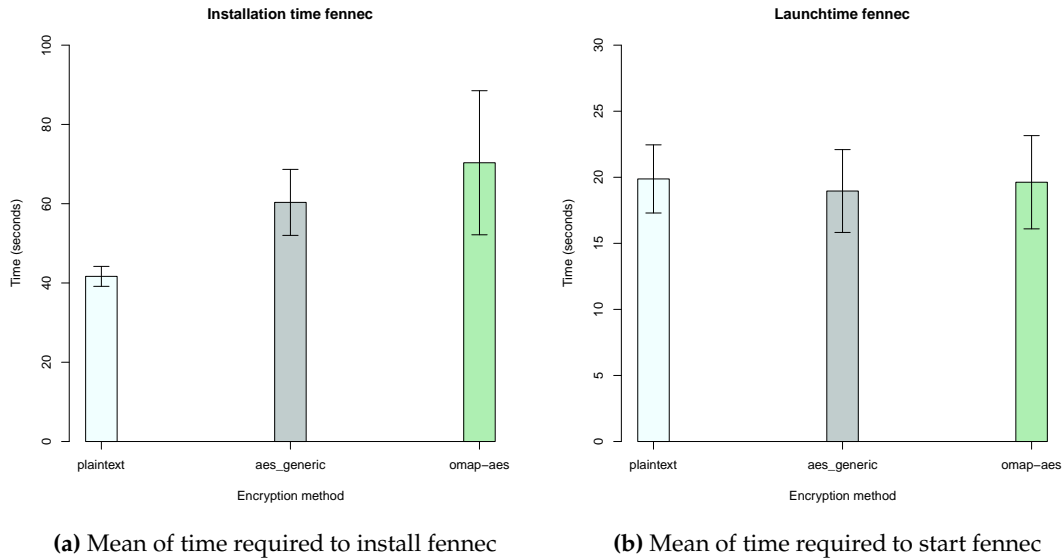 Installation time fennec
Time (seconds)
100
80
60
40
20
0
plaintext
aes_generic
omap−aes
Encryption method
(a) Mean of time required to install fennec
Launchtime fennec
Time (seconds)
30
25
20
15
10
5
0
plaintext
aes_generic
omap−aes
Encryption method
(b) Mean of time required to start fennec